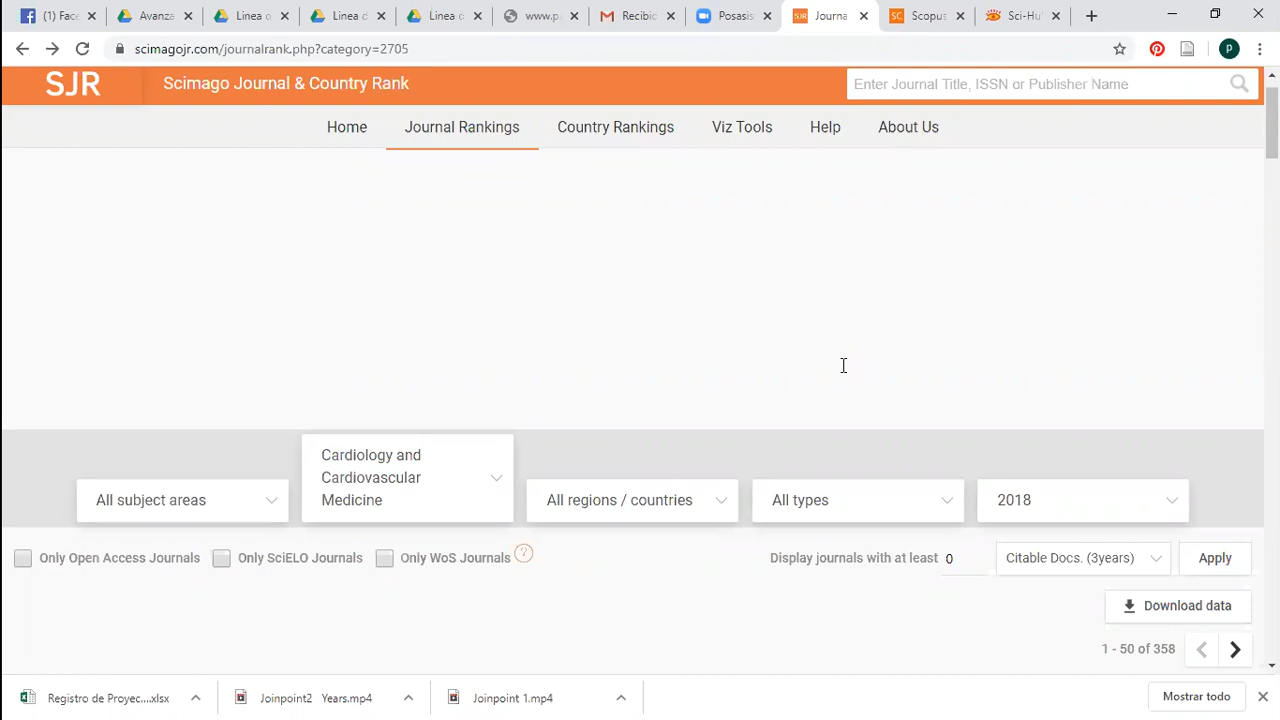 (1) Face
Avanza
Linea o
Linea d
Linea c
www.pa
Recibic
Posasis
Journa
Scopus
Sci-Hu
scimagojr.com/journalrank.php?category=2705
p
SJR Scimago Journal & Country Rank Enter Journal Title, ISSN or Publisher Name
Home Journal Rankings Country Rankings Viz Tools Help About Us
Cardiology and
Cardiovascular
Medicine
All subject areas
All regions / countries
All types
2018
Only Open Access Journals Only SciELO Journals Only WoS Journals ? Display journals with at least 0 Citable Docs. (3years) Apply
Download data
1 - 50 of 358
Registro de Proyec....xlsx Joinpoint2 Years.mp4 Joinpoint 1.mp4 Mostrar todo